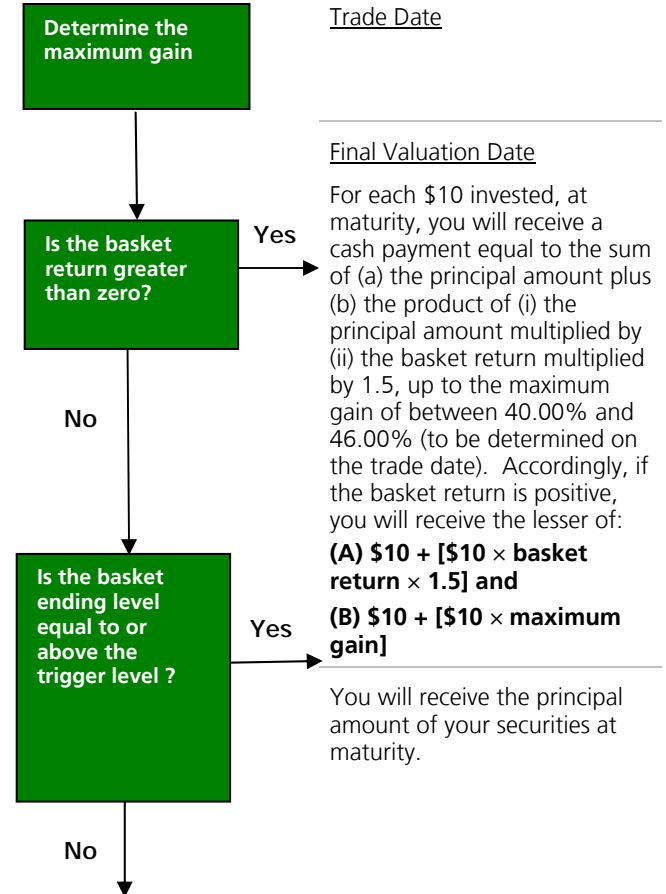 Determine the
maximum gain
Trade Date
Final Valuation Date
Is the basket
return greater
than zero?
Yes
For each $10 invested, at
maturity, you will receive a
cash payment equal to the sum
of (a) the principal amount plus
(b) the product of (i) the
principal amount multiplied by
(ii) the basket return multiplied
by 1.5, up to the maximum
gain of between 40.00% and
46.00% (to be determined on
the trade date).  Accordingly, if
the basket return is positive,
you will receive the lesser of:
(A) $10 + [$10 × basket
return × 1.5] and
(B) $10 + [$10 × maximum
gain]
No
Is the basket
ending level
equal to or
above the
trigger level ?
Yes
You will receive the principal
amount of your securities at
maturity.
No